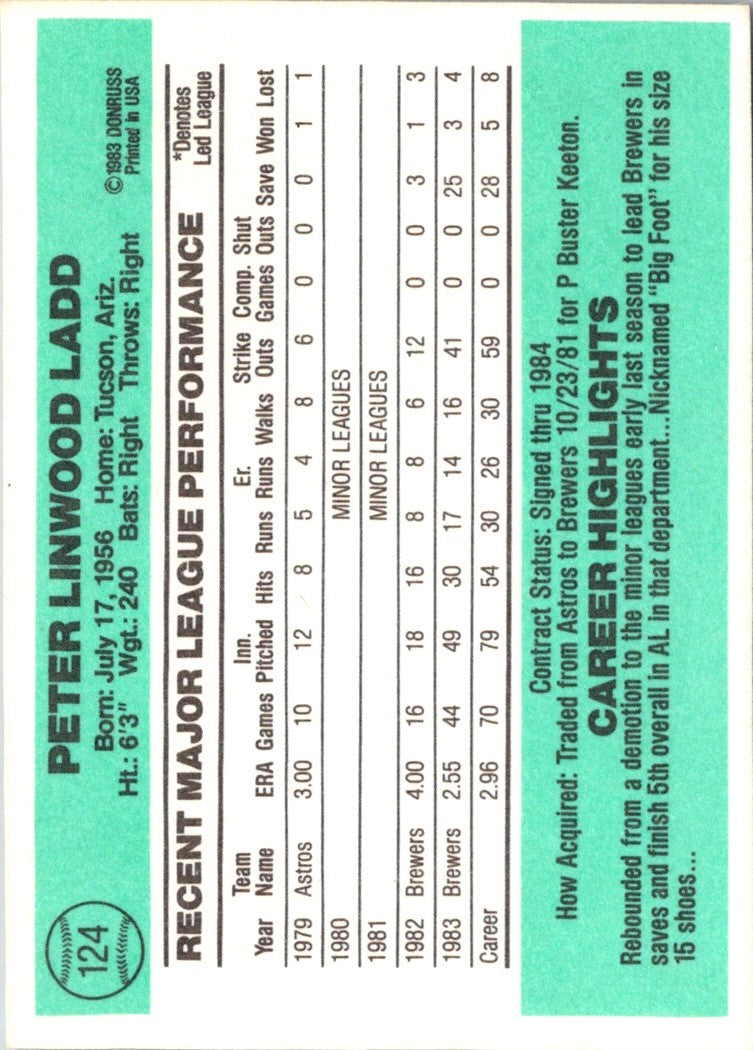 124
PETER LINWOOD LADD
Born: July 17, 1956 Home: Tucson, Ariz.
Ht.: 6'3" Wgt.: 240 Bats: Right Throws: Right
©1983 DONRUSS
Printed in USA
RECENT MAJOR LEAGUE PERFORMANCE
*Denotes
Led League
Team Inn. Er. Strike Comp. Shut
Year Name ERA Games Pitched Hits Runs Runs Walks Outs Games Outs Save Won Lost
1979 Astros 3.00 10 12 8 5 4 8 6 0 0 0 1 1
1980 MINOR LEAGUES
1981 MINOR LEAGUES
1982 Brewers 4.00 16 18 16 8 8 6 12 0 0 3 1 3
1983 Brewers 2.55 44 49 30 17 14 16 41 0 0 25 3 4
Career 2.96 70 79 54 30 26 30 59 0 0 28 5 8
Contract Status: Signed thru 1984
How Acquired: Traded from Astros to Brewers 10/23/81 for P Buster Keeton.
CAREER HIGHLIGHTS
Rebounded from a demotion to the minor leagues early last season to lead Brewers in
saves and finish 5th overall in AL in that department... Nicknamed "Big Foot" for his size
15 shoes...